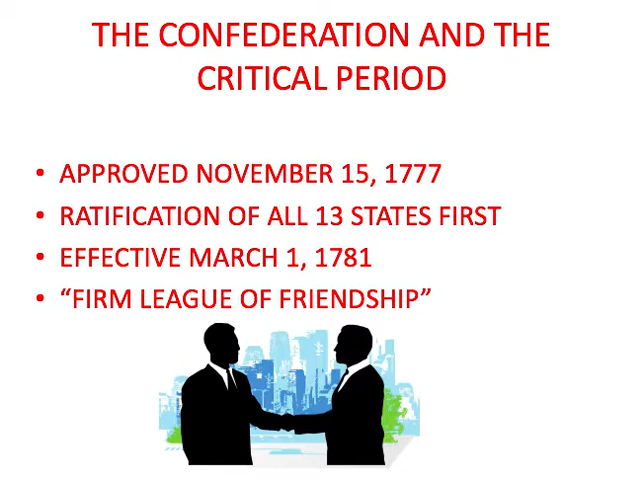 THE CONFEDERATION AND THE
CRITICAL PERIOD
• APPROVED NOVEMBER 15, 1777
• RATIFICATION OF ALL 13 STATES FIRST
• EFFECTIVE MARCH 1, 1781
• “FIRM LEAGUE OF FRIENDSHIP”